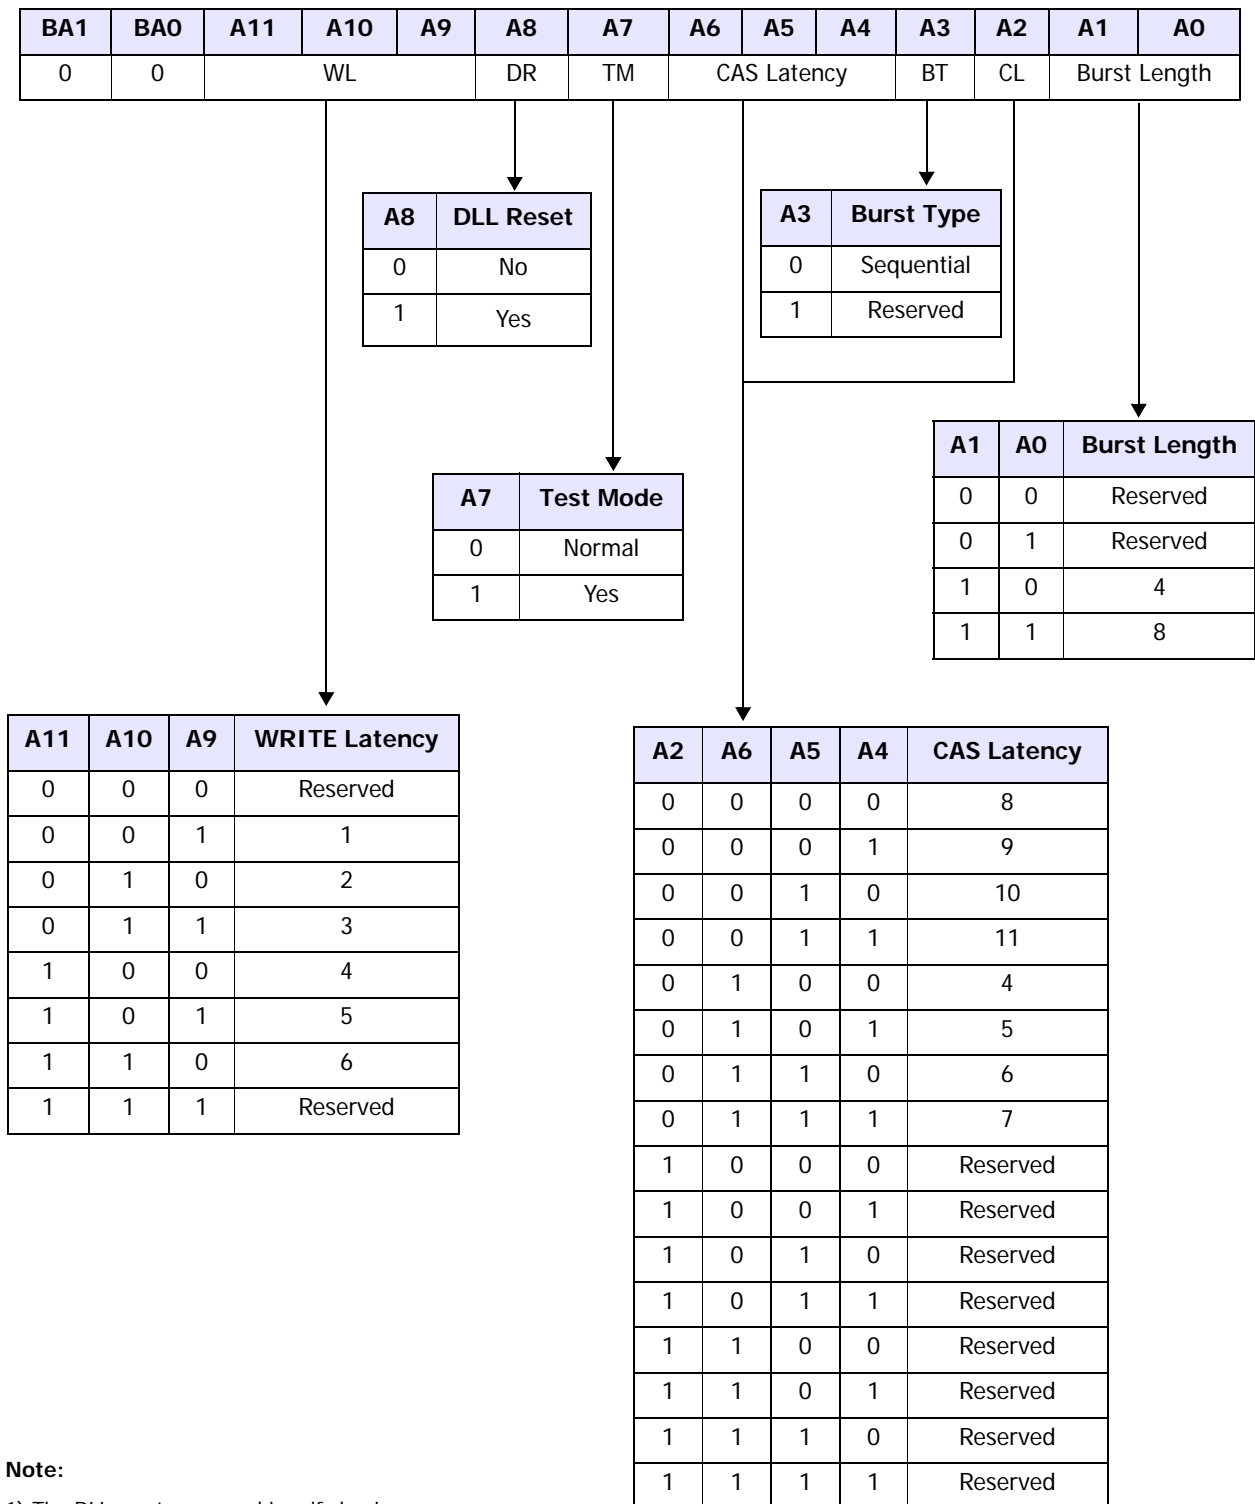 BA1 BA0 A11 A10 A9 A8 A7 A6 A5 A4 A3 A2 A1 A0
0 0 WL DR TM CAS Latency BT CL Burst Length
A8 DLL Reset
0 No
1 Yes
A3 Burst Type
0 Sequential
1 Reserved
A1 A0 Burst Length
0 0 Reserved
0 1 Reserved
1 0 4
1 1 8
A7 Test Mode
0 Normal
1 Yes
A11 A10 A9 WRITE Latency
0 0 0 Reserved
0 0 1 1
0 1 0 2
0 1 1 3
1 0 0 4
1 0 1 5
1 1 0 6
1 1 1 Reserved
A2 A6 A5 A4 CAS Latency
0 0 0 0 8
0 0 0 1 9
0 0 1 0 10
0 0 1 1 11
0 1 0 0 4
0 1 0 1 5
0 1 1 0 6
0 1 1 1 7
1 0 0 0 Reserved
1 0 0 1 Reserved
1 0 1 0 Reserved
1 0 1 1 Reserved
1 1 0 0 Reserved
1 1 0 1 Reserved
1 1 1 0 Reserved
1 1 1 1 Reserved
Note: